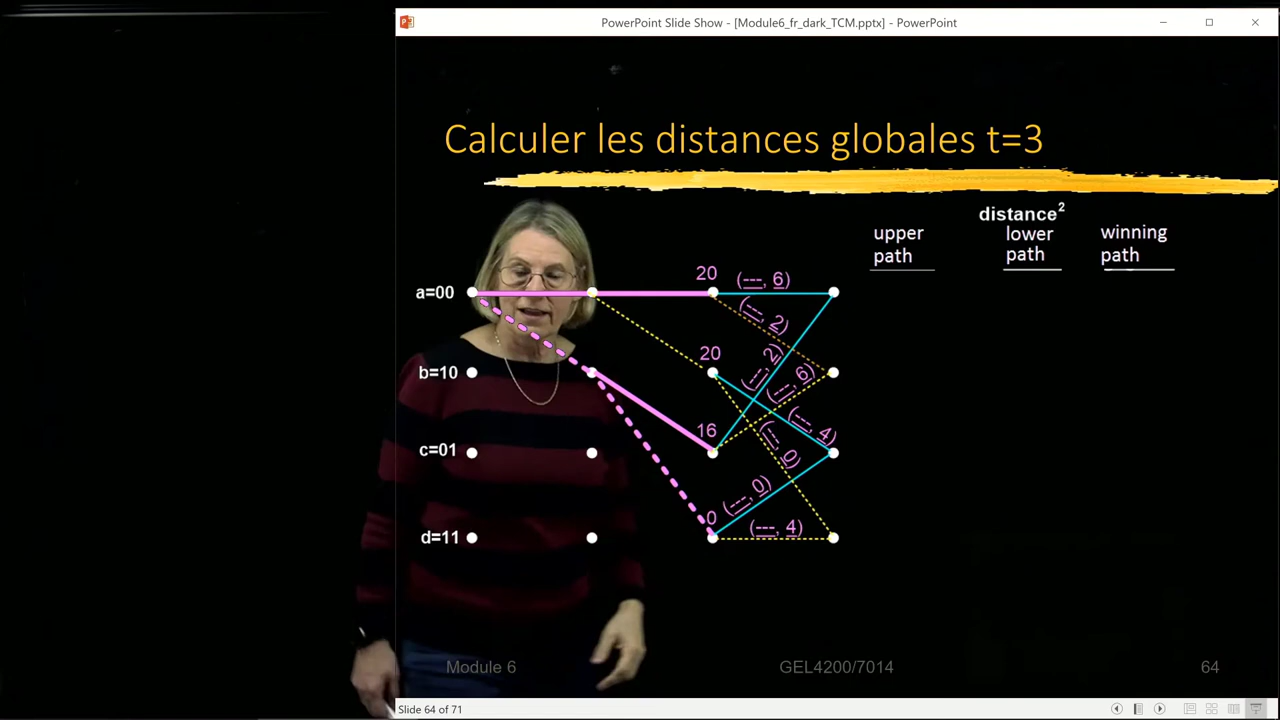 PowerPoint Slide Show - [Module6_fr_dark_TCM.pptx] - PowerPoint
Calculer les distances globales t=3
distance²
upper path
lower path
winning path
a=00
20
(---, 6)
(---, 2)
b=10
20
(---, 2)
(---, 6)
(---, 4)
c=01
16
(---, 0)
(---, 0)
d=11
0
(---, 4)
Module 6
GEL4200/7014
64
Slide 64 of 71